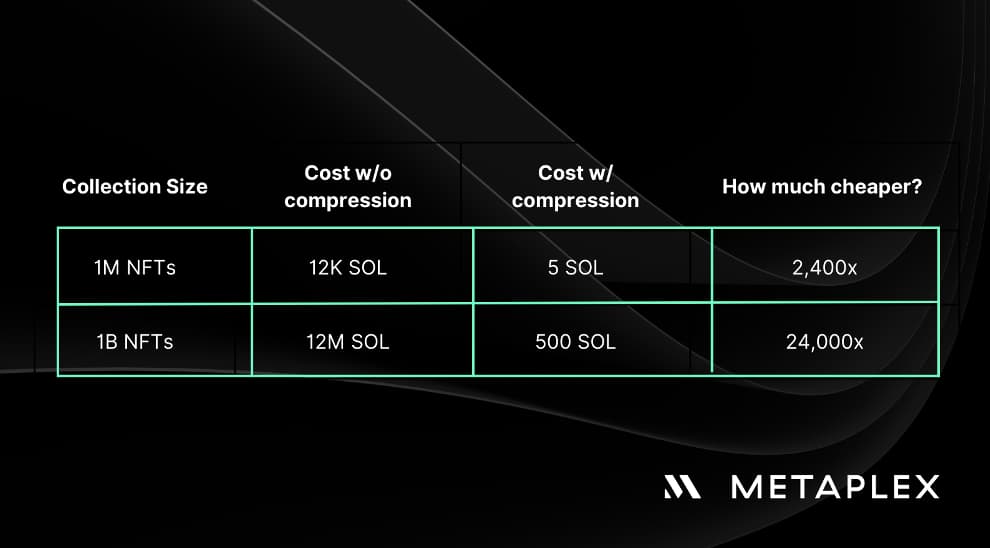 Collection Size
Cost w/o
compression
Cost w/
compression
How much cheaper?
1M NFTs
12K SOL
5 SOL
2,400x
1B NFTs
12M SOL
500 SOL
24,000x
METAPLEX